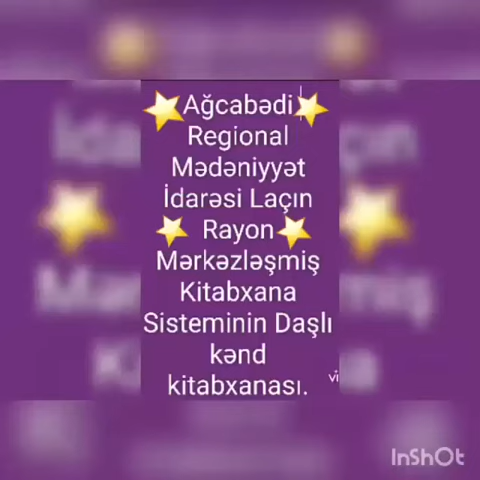 Ağcabədi
Regional
Mədəniyyət
İdarəsi Laçın
Rayon
Mərkəzləşmiş
Kitabxana
Sisteminin Daşlı
kənd
kitabxanası.
InShOt